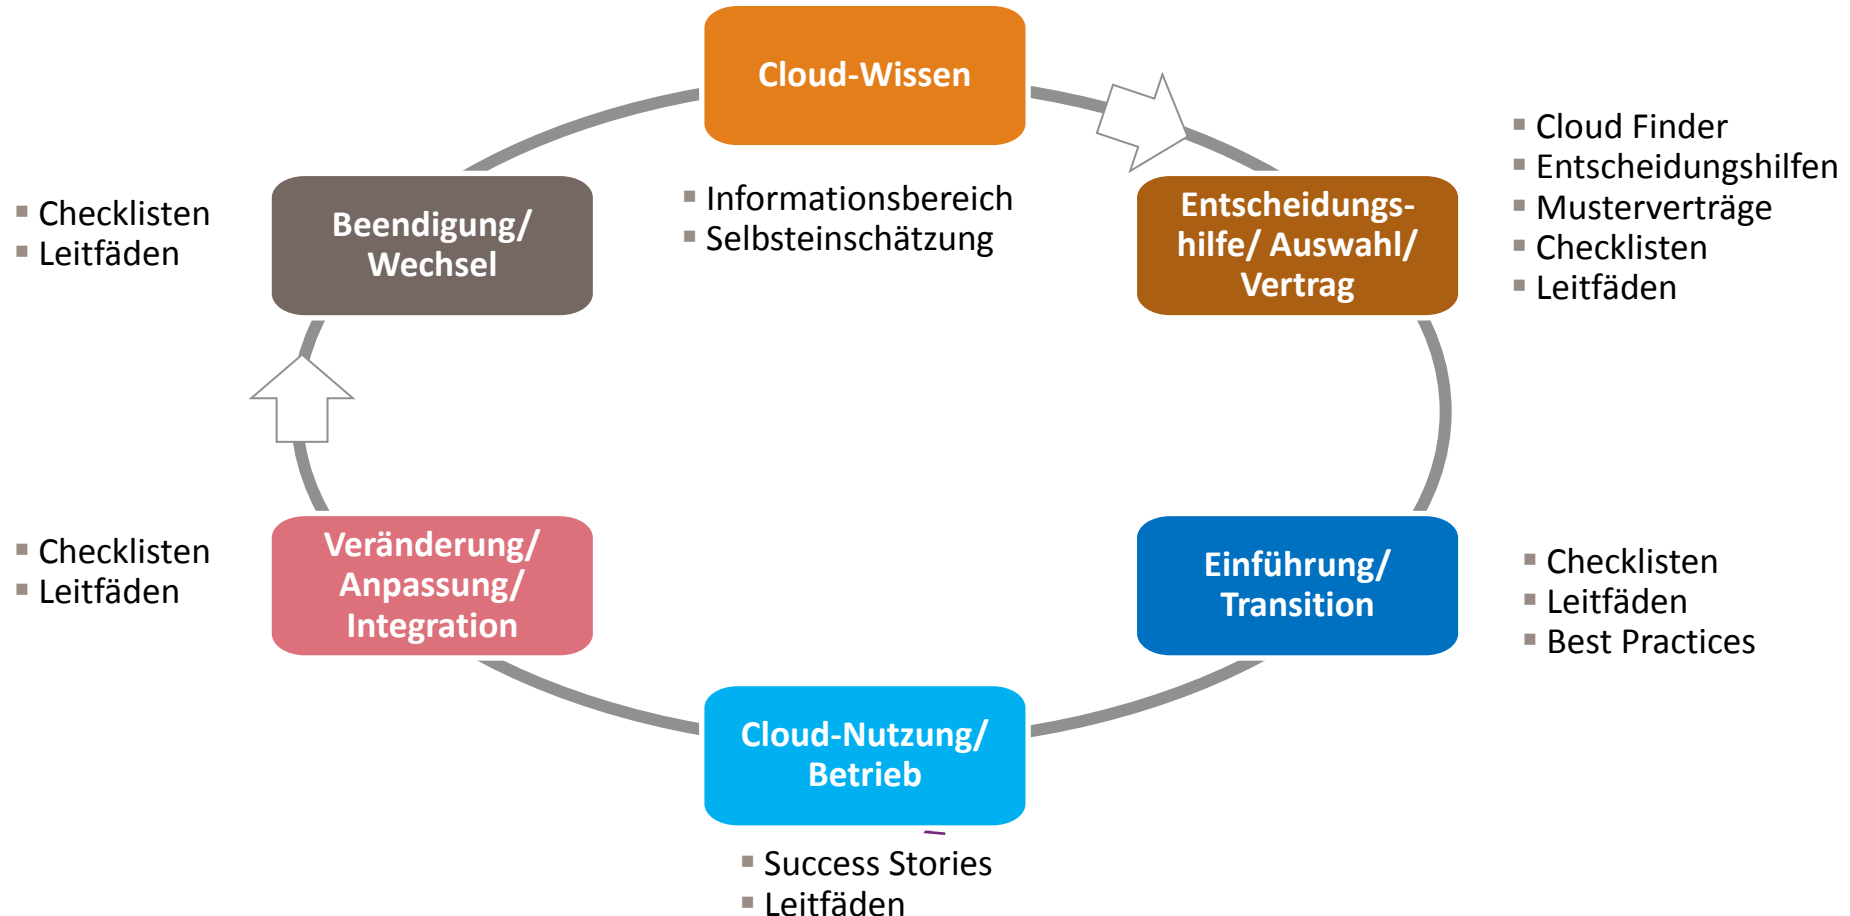 Cloud-Wissen
▪ Informationsbereich
▪ Selbsteinschätzung
Entscheidungs-
hilfe/ Auswahl/
Vertrag
▪ Cloud Finder
▪ Entscheidungshilfen
▪ Musterverträge
▪ Checklisten
▪ Leitfäden
Einführung/
Transition
▪ Checklisten
▪ Leitfäden
▪ Best Practices
Cloud-Nutzung/
Betrieb
▪ Success Stories
▪ Leitfäden
Veränderung/
Anpassung/
Integration
▪ Checklisten
▪ Leitfäden
Beendigung/
Wechsel
▪ Checklisten
▪ Leitfäden